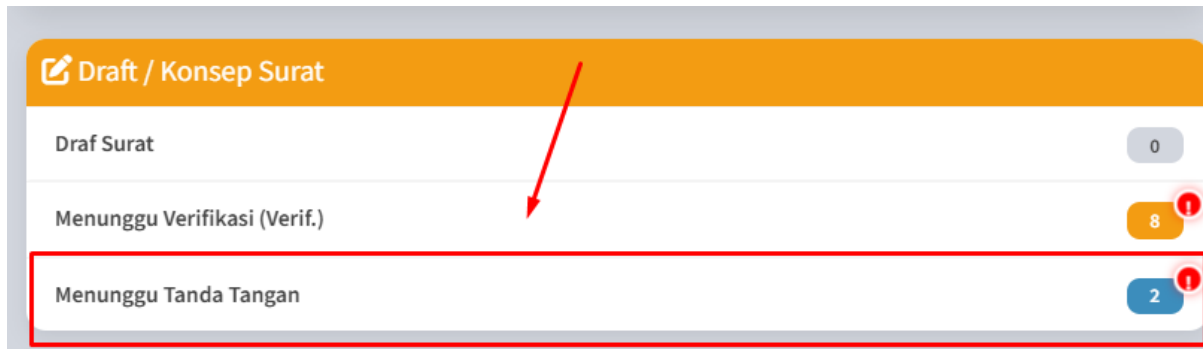 Draft / Konsep Surat
Draf Surat 0
Menunggu Verifikasi (Verif.) 8 !
Menunggu Tanda Tangan 2 !